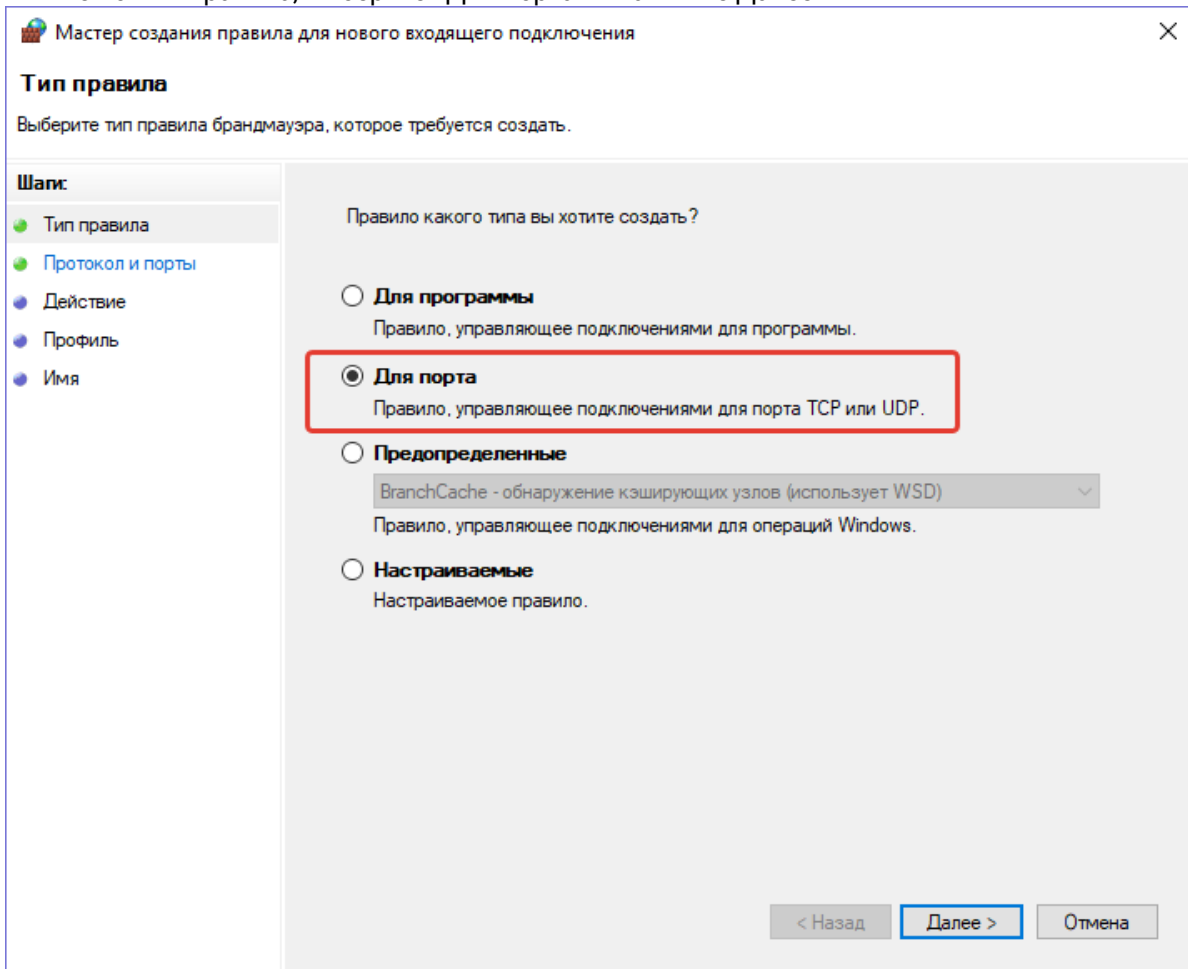 Мастер создания правила для нового входящего подключения
Тип правила
Выберите тип правила брандмауэра, которое требуется создать.
Шаги:
Тип правила
Протокол и порты
Действие
Профиль
Имя
Правило какого типа вы хотите создать?
Для программы
Правило, управляющее подключениями для программы.
Для порта
Правило, управляющее подключениями для порта TCP или UDP.
Предопределенные
BranchCache - обнаружение кэширующих узлов (использует WSD)
Правило, управляющее подключениями для операций Windows.
Настраиваемые
Настраиваемое правило.
< Назад
Далее >
Отмена